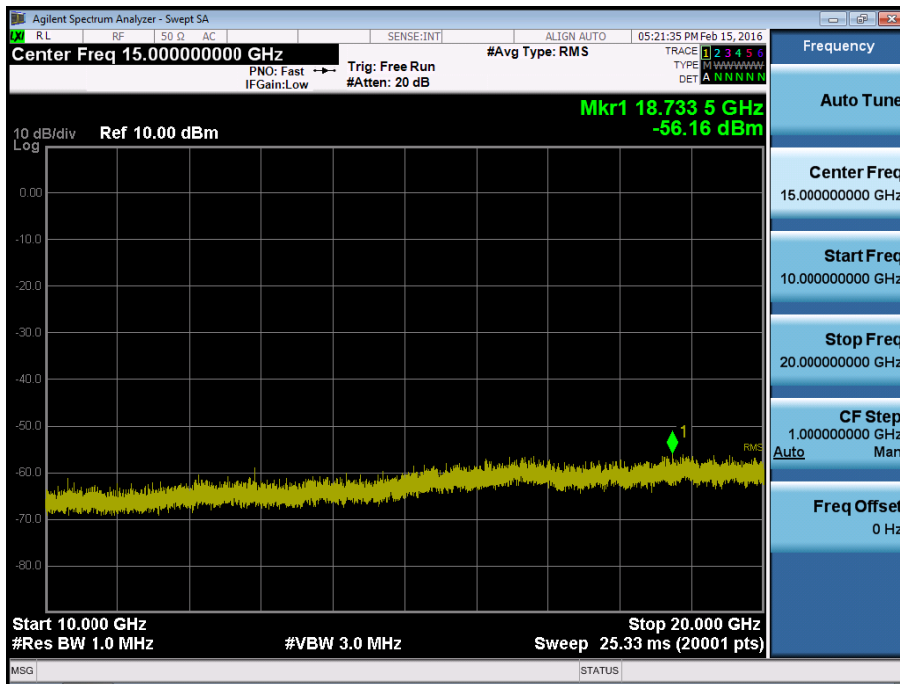 Agilent Spectrum Analyzer - Swept SA
LXI RL RF 50 Ω AC SENSE:INT ALIGN AUTO 05:21:35 PM Feb 15, 2016
Center Freq 15.000000000 GHz
PNO: Fast
IFGain:Low
Trig: Free Run
#Atten: 20 dB
#Avg Type: RMS
TRACE 1 2 3 4 5 6
TYPE M WWWWW
DET A N N N N N
Mkr1 18.733 5 GHz
-56.16 dBm
10 dB/div Ref 10.00 dBm
Log
0.00
-10.0
-20.0
-30.0
-40.0
-50.0
-60.0
-70.0
-80.0
1
RMS
Start 10.000 GHz Stop 20.000 GHz
#Res BW 1.0 MHz #VBW 3.0 MHz Sweep 25.33 ms (20001 pts)
MSG STATUS
Frequency
Auto Tune
Center Freq
15.000000000 GHz
Start Freq
10.000000000 GHz
Stop Freq
20.000000000 GHz
CF Step
1.000000000 GHz
Auto Man
Freq Offset
0 Hz